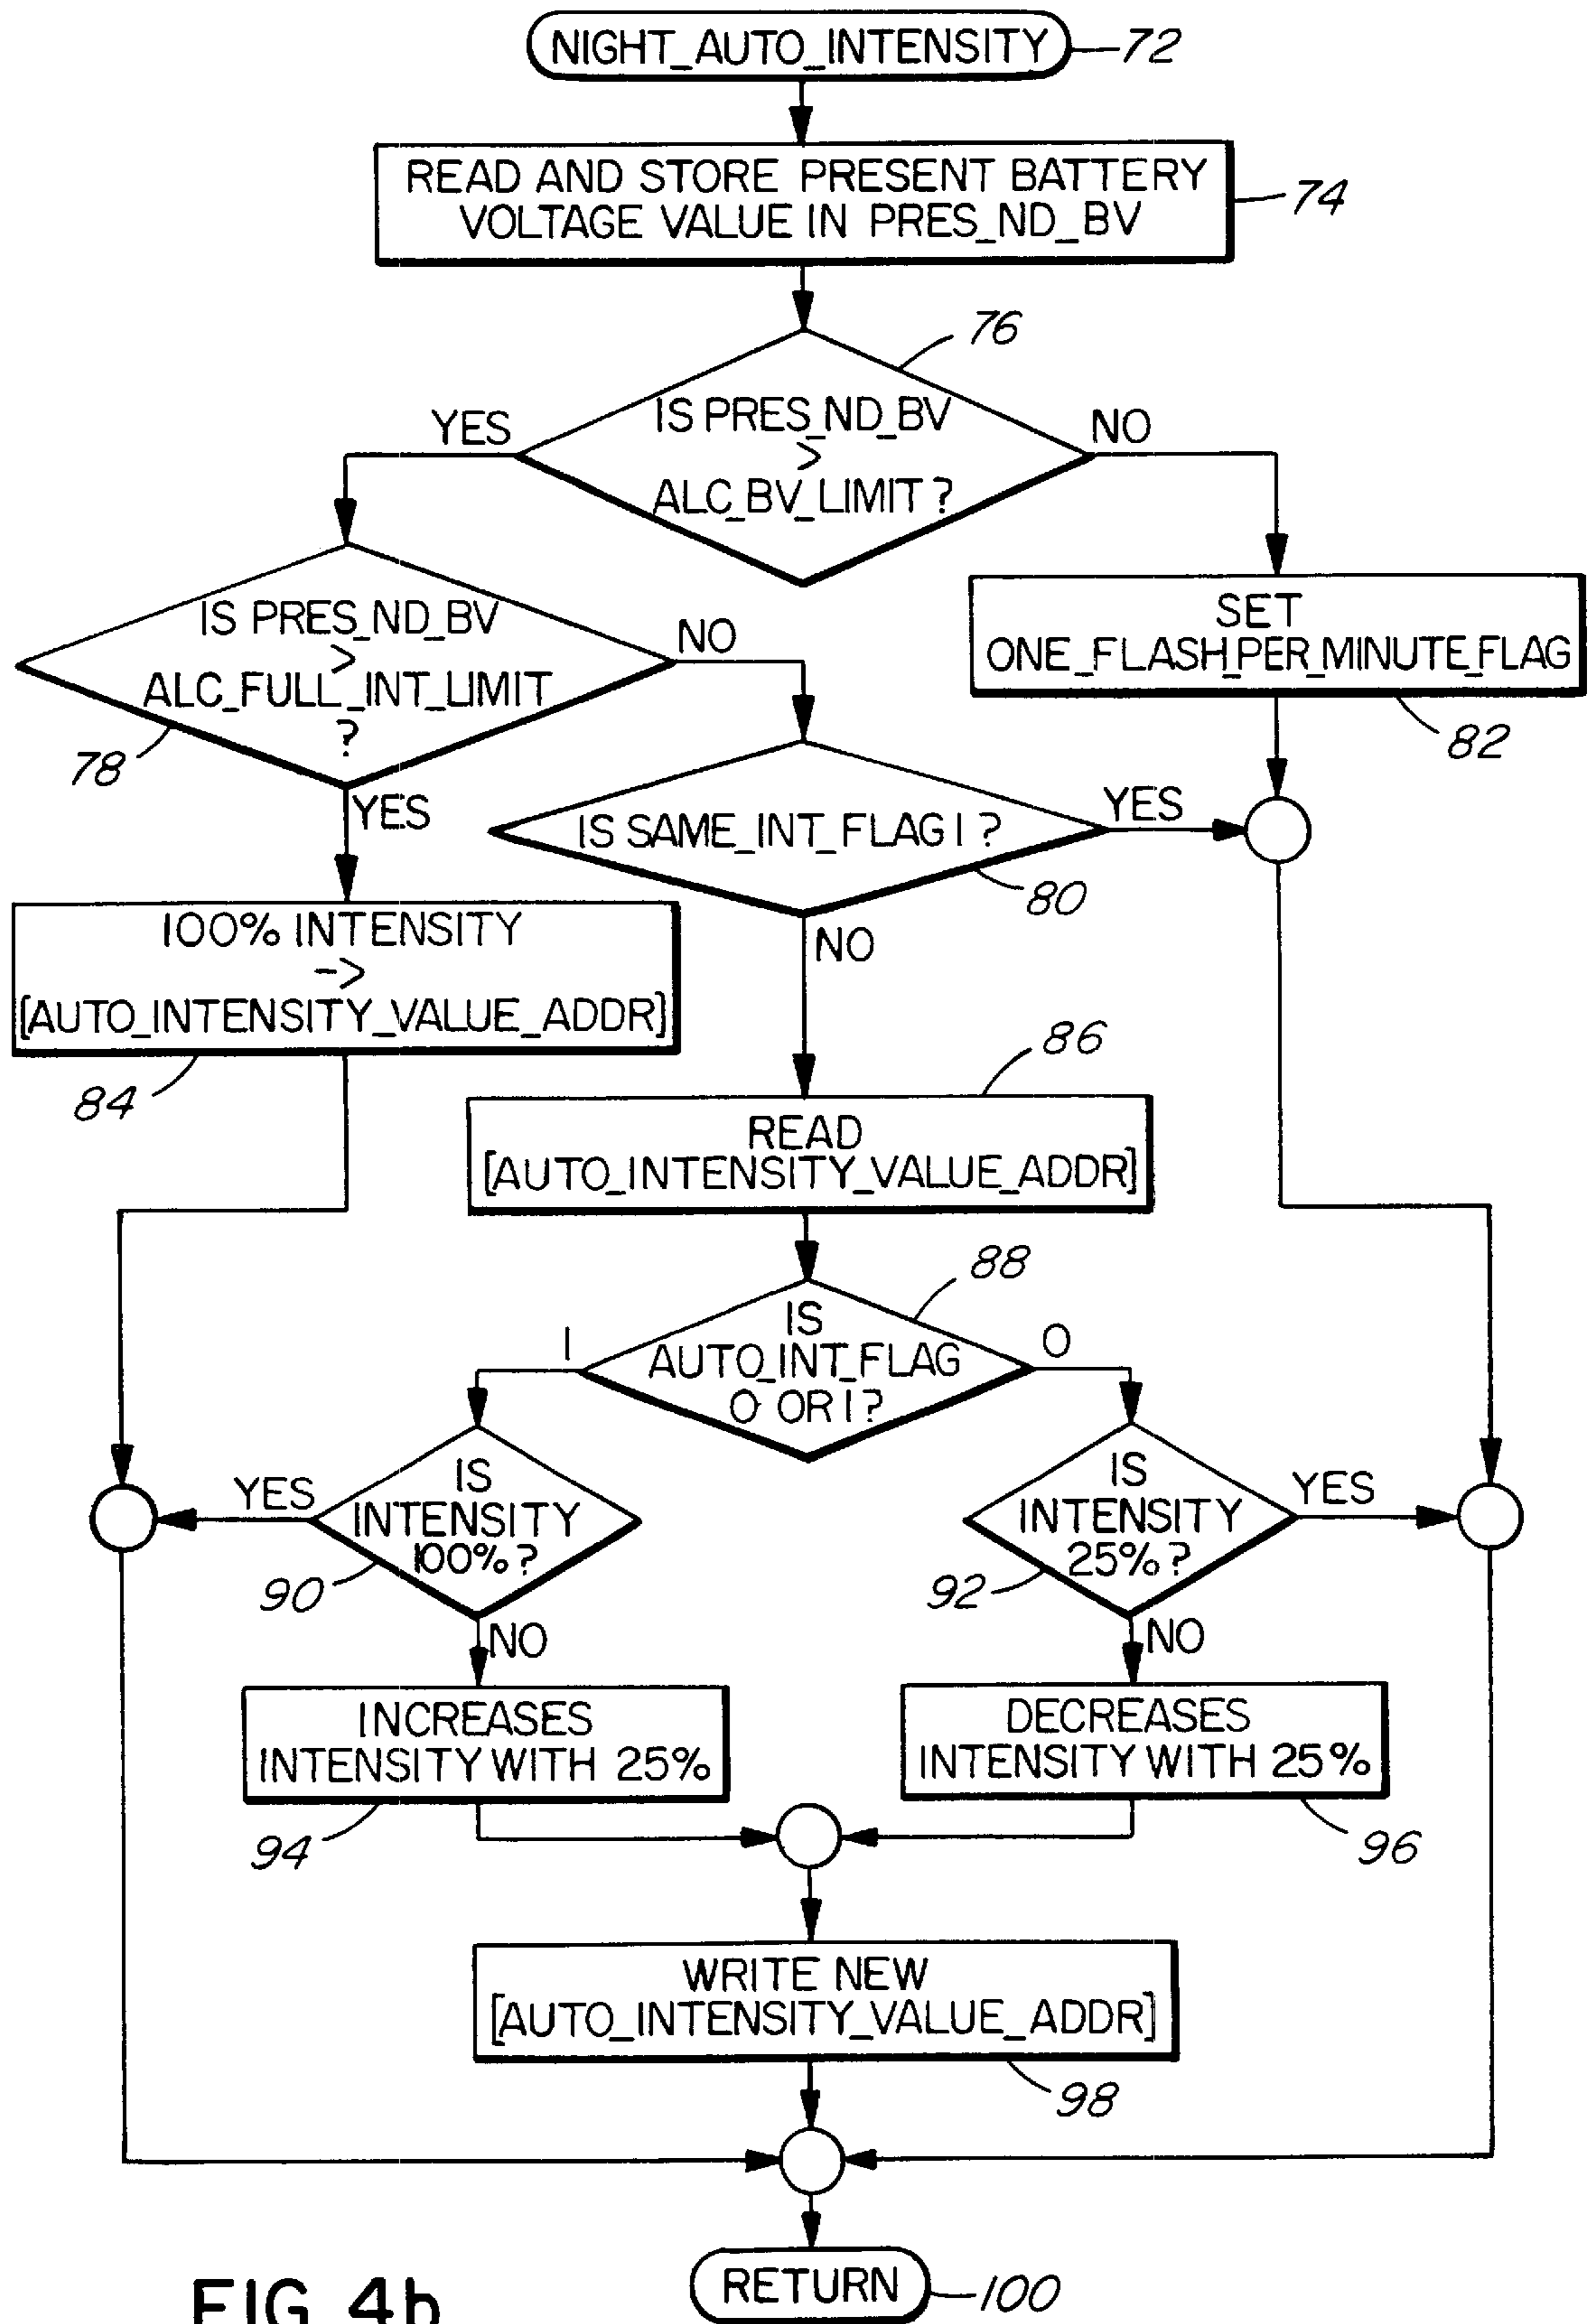 NIGHT_AUTO_INTENSITY
72
READ AND STORE PRESENT BATTERY
VOLTAGE VALUE IN PRES_ND_BV
74
76
IS PRES_ND_BV
>
ALC_BV_LIMIT ?
YES
NO
IS PRES_ND_BV
>
ALC_FULL_INT_LIMIT
?
78
NO
YES
SET
ONE_FLASH_PER_MINUTE_FLAG
82
IS SAME_INT_FLAG 1 ?
YES
80
NO
100% INTENSITY
->
[AUTO_INTENSITY_VALUE_ADDR]
84
86
READ
[AUTO_INTENSITY_VALUE_ADDR]
88
IS
AUTO_INT_FLAG
0 OR 1 ?
1
0
YES
IS
INTENSITY
100% ?
90
NO
IS
INTENSITY
25% ?
YES
92
NO
INCREASES
INTENSITY WITH 25%
94
DECREASES
INTENSITY WITH 25%
96
WRITE NEW
[AUTO_INTENSITY_VALUE_ADDR]
98
RETURN
100
FIG. 4b